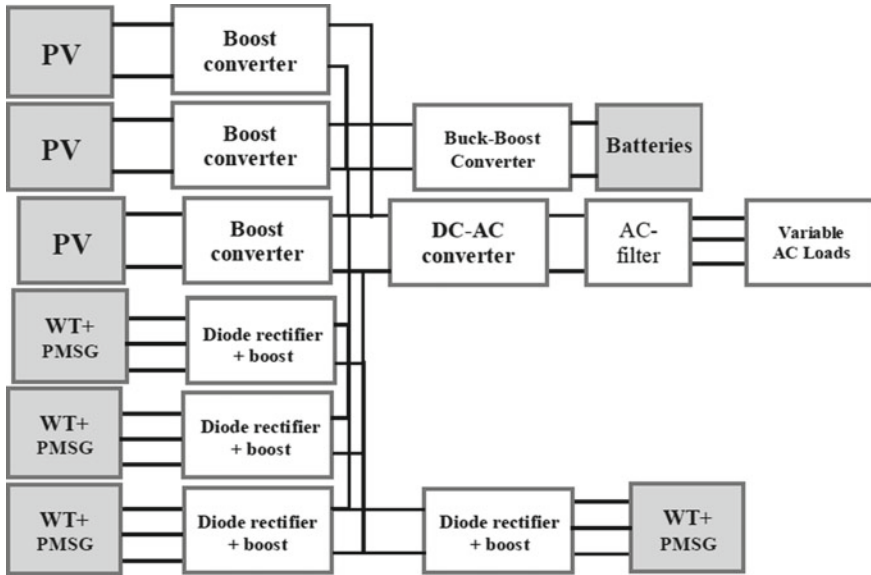 PV
Boost
converter
PV
Boost
converter
Buck-Boost
Converter
Batteries
PV
Boost
converter
DC-AC
converter
AC-
filter
Variable
AC Loads
WT+
PMSG
Diode rectifier
+ boost
WT+
PMSG
Diode rectifier
+ boost
WT+
PMSG
Diode rectifier
+ boost
Diode rectifier
+ boost
WT+
PMSG